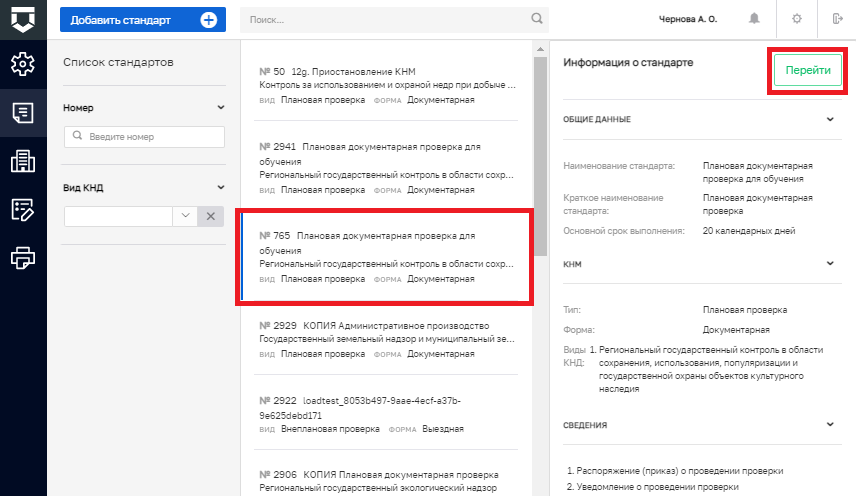 Добавить стандарт
Поиск...
Чернова А. О.
Список стандартов
Номер
Введите номер
Вид КНД
№ 50 12g. Приостановление КНМ
Контроль за использованием и охраной недр при добыче ...
ВИД Плановая проверка ФОРМА Документарная
№ 2941 Плановая документарная проверка для
обучения
Региональный государственный контроль в области сохр...
ВИД Плановая проверка ФОРМА Документарная
№ 765 Плановая документарная проверка для
обучения
Региональный государственный контроль в области сохр...
ВИД Плановая проверка ФОРМА Документарная
№ 2929 КОПИЯ Административное производство
Государственный земельный надзор и муниципальный зе...
ВИД Плановая проверка ФОРМА Документарная
№ 2922 loadtest_8053b497-9aae-4ecf-a37b-
9e625debd171
ВИД Внеплановая проверка ФОРМА Выездная
№ 2906 КОПИЯ Плановая документарная проверка
Государственный экологический надзор
Информация о стандарте
Перейти
ОБЩИЕ ДАННЫЕ
Наименование стандарта: Плановая документарная
проверка для обучения
Краткое наименование Плановая документарная
стандарта: проверка
Основной срок выполнения: 20 календарных дней
КНМ
Тип: Плановая проверка
Форма: Документарная
Виды 1. Региональный государственный контроль в области
КНД: сохранения, использования, популяризации и
государственной охраны объектов культурного
наследия
СВЕДЕНИЯ
1. Распоряжение (приказ) о проведении проверки
2. Уведомление о проведении проверки